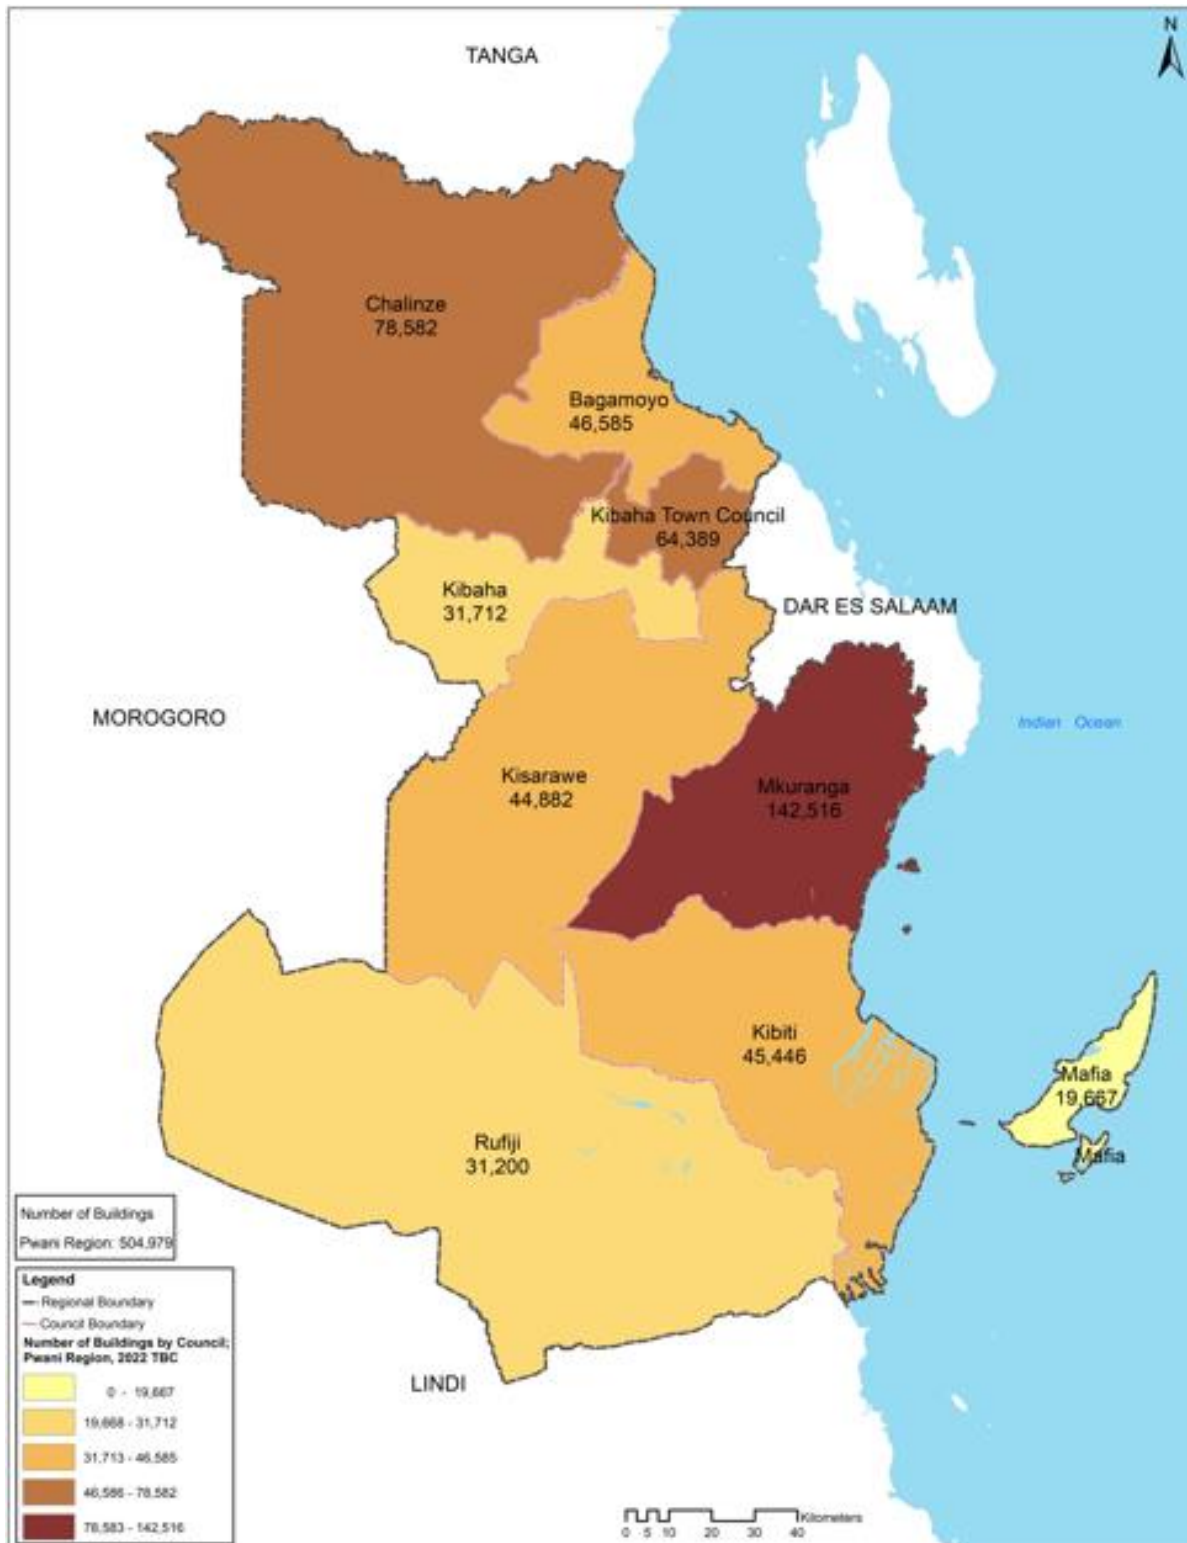 N
TANGA
Chalinze
78,582
Bagamoyo
46,585
Kibaha Town Council
64,389
Kibaha
31,712
DAR ES SALAAM
MOROGORO
Indian Ocean
Kisarawe
44,882
Mkuranga
142,516
Kibiti
45,446
Mafia
19,667
Mafia
Rufiji
31,200
Number of Buildings
Pwani Region: 504,979
Legend
Regional Boundary
Council Boundary
Number of Buildings by Council;
Pwani Region, 2022 TBC
0 - 19,667
19,668 - 31,712
31,713 - 46,585
46,586 - 78,582
78,583 - 142,516
LINDI
Kilometers
0 5 10 20 30 40